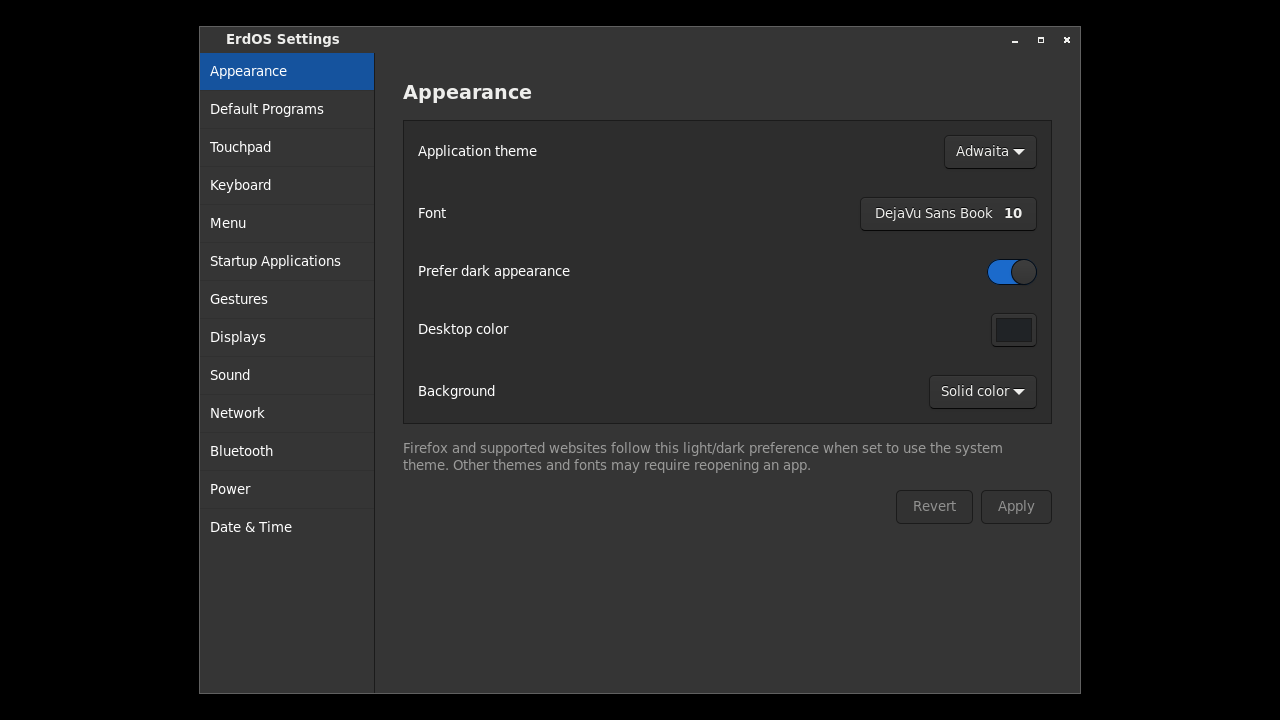 ErdOS Settings
Appearance
Default Programs
Touchpad
Keyboard
Menu
Startup Applications
Gestures
Displays
Sound
Network
Bluetooth
Power
Date & Time
Appearance
Application theme
Adwaita
Font
DejaVu Sans Book 10
Prefer dark appearance
Desktop color
Background
Solid color
Firefox and supported websites follow this light/dark preference when set to use the system
theme. Other themes and fonts may require reopening an app.
Revert
Apply